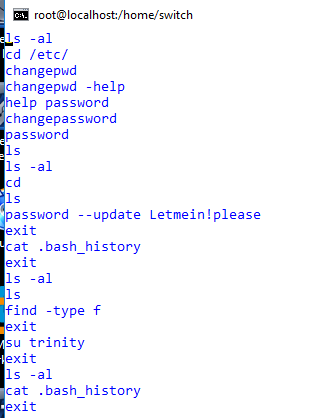 root@localhost:/home/switch
ls -al
cd /etc/
changepwd
changepwd -help
help password
changepassword
password
ls
ls -al
cd
ls
password --update Letmein!please
exit
cat .bash_history
exit
ls -al
ls
find -type f
exit
su trinity
exit
ls -al
cat .bash_history
exit